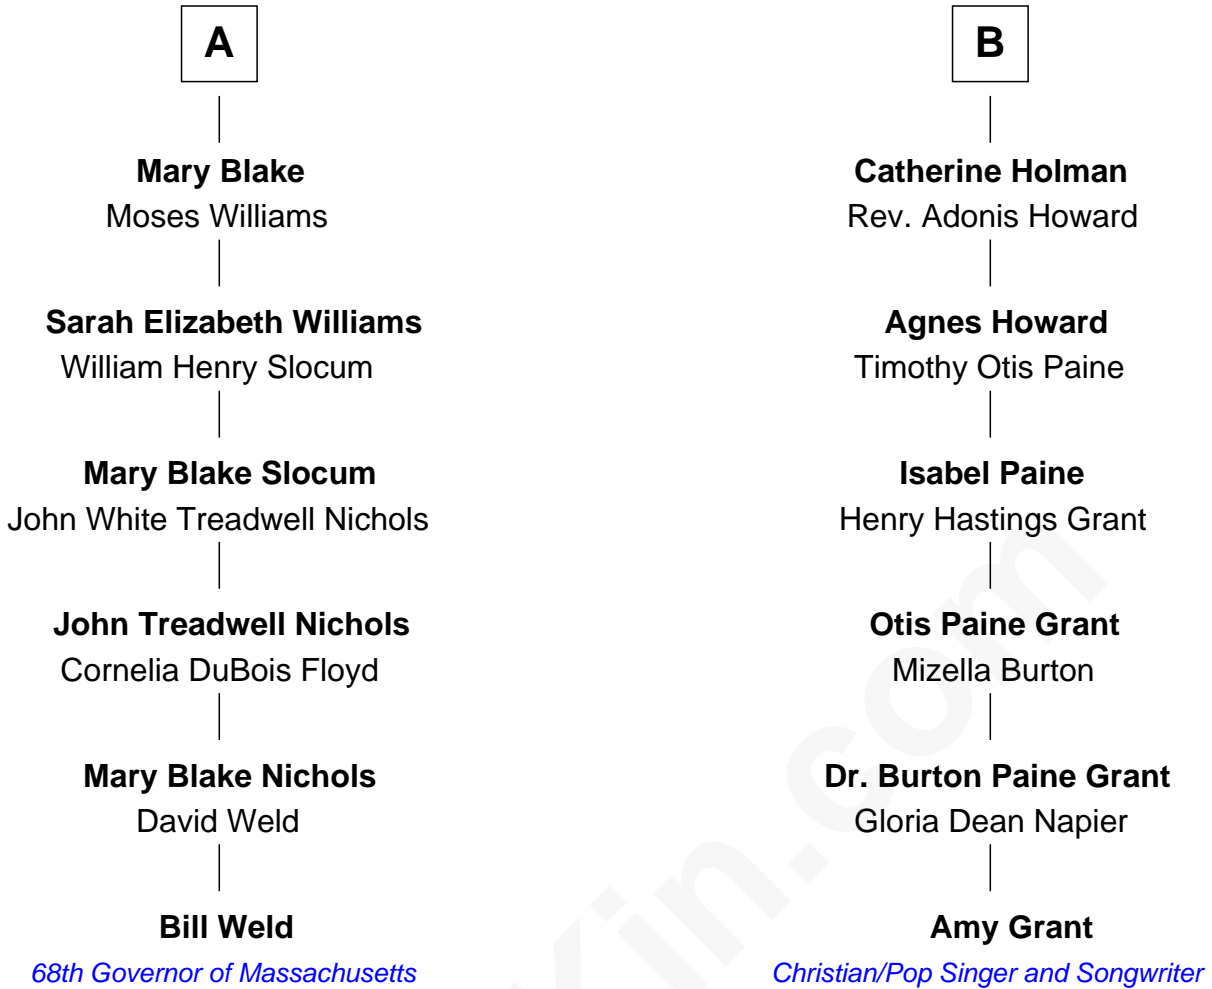 A
Mary Blake
Moses Williams
Sarah Elizabeth Williams
William Henry Slocum
Mary Blake Slocum
John White Treadwell Nichols
John Treadwell Nichols
Cornelia DuBois Floyd
Mary Blake Nichols
David Weld
Bill Weld
68th Governor of Massachusetts
B
Catherine Holman
Rev. Adonis Howard
Agnes Howard
Timothy Otis Paine
Isabel Paine
Henry Hastings Grant
Otis Paine Grant
Mizella Burton
Dr. Burton Paine Grant
Gloria Dean Napier
Amy Grant
Christian/Pop Singer and Songwriter
Kin.com